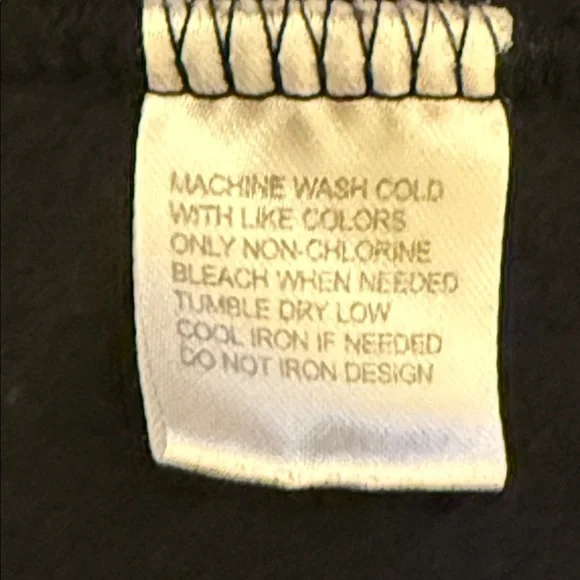 MACHINE WASH COLD
WITH LIKE COLORS
ONLY NON-CHLORINE
BLEACH WHEN NEEDED
TUMBLE DRY LOW
COOL IRON IF NEEDED
DO NOT IRON DESIGN